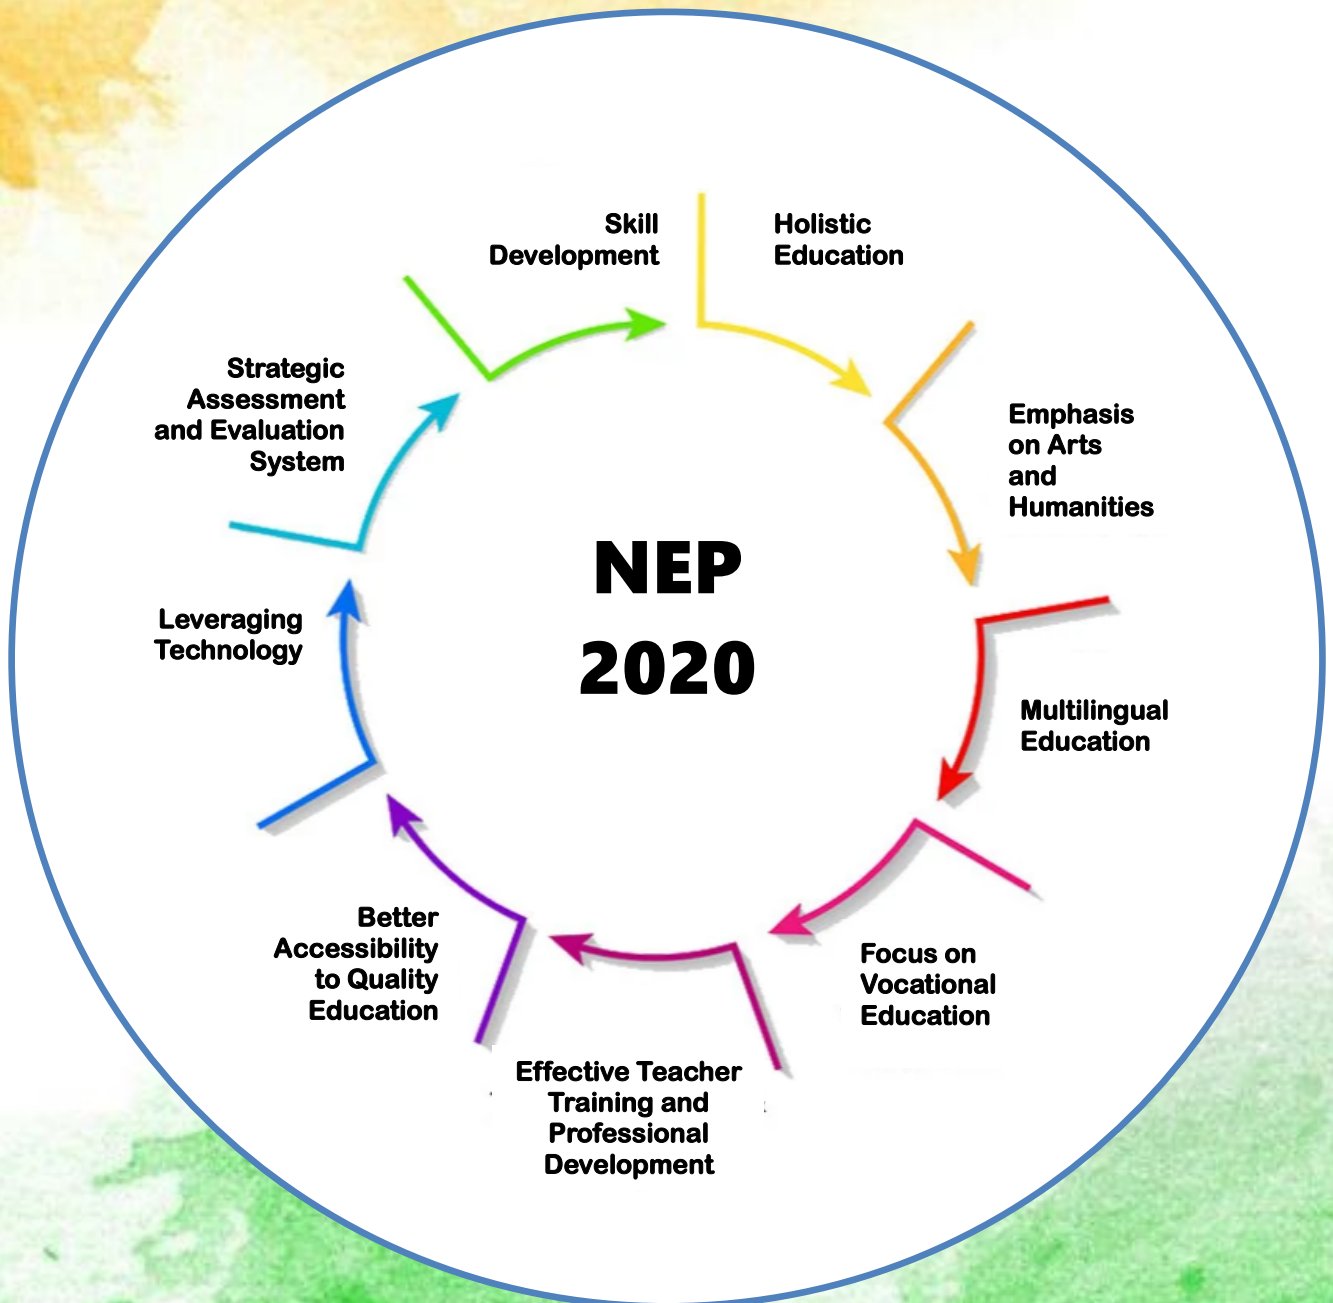 Skill
Development
Holistic
Education
Emphasis
on Arts
and
Humanities
Multilingual
Education
Focus on
Vocational
Education
Effective Teacher
Training and
Professional
Development
Better
Accessibility
to Quality
Education
Leveraging
Technology
Strategic
Assessment
and Evaluation
System
NEP
2020